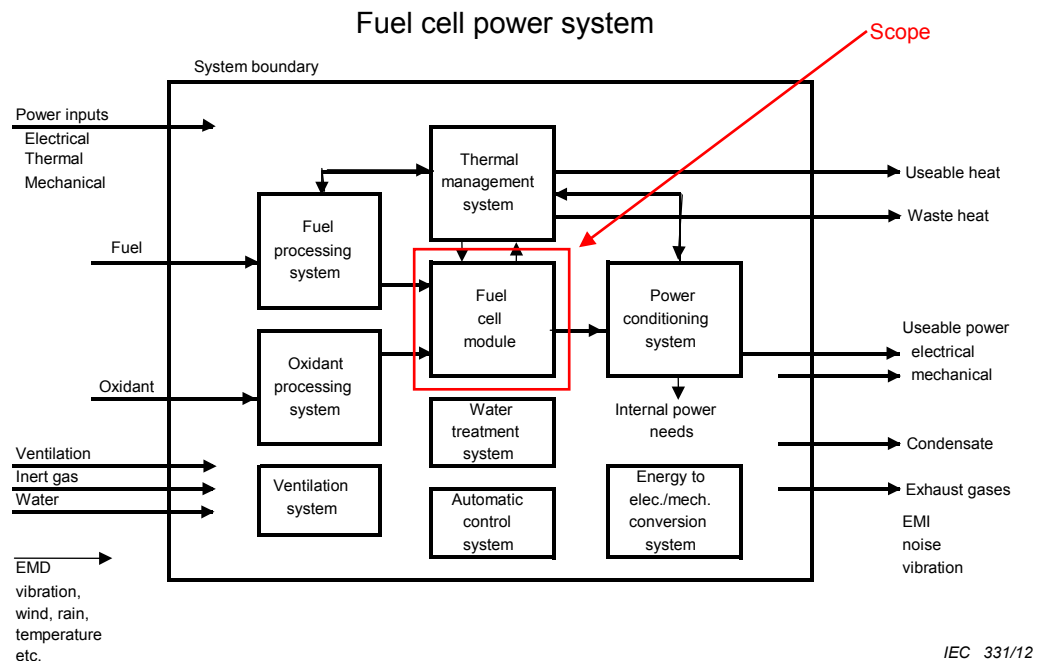 Fuel cell power system
Scope
System boundary
Power inputs
Electrical
Thermal
Mechanical
Thermal
management
system
Useable heat
Waste heat
Fuel
Fuel
processing
system
Fuel
cell
module
Power
conditioning
system
Useable power
electrical
mechanical
Oxidant
Oxidant
processing
system
Water
treatment
system
Internal power
needs
Condensate
Ventilation
Inert gas
Water
Ventilation
system
Automatic
control
system
Energy to
elec./mech.
conversion
system
Exhaust gases
EMI
noise
vibration
EMD
vibration,
wind, rain,
temperature
etc.
IEC 331/12